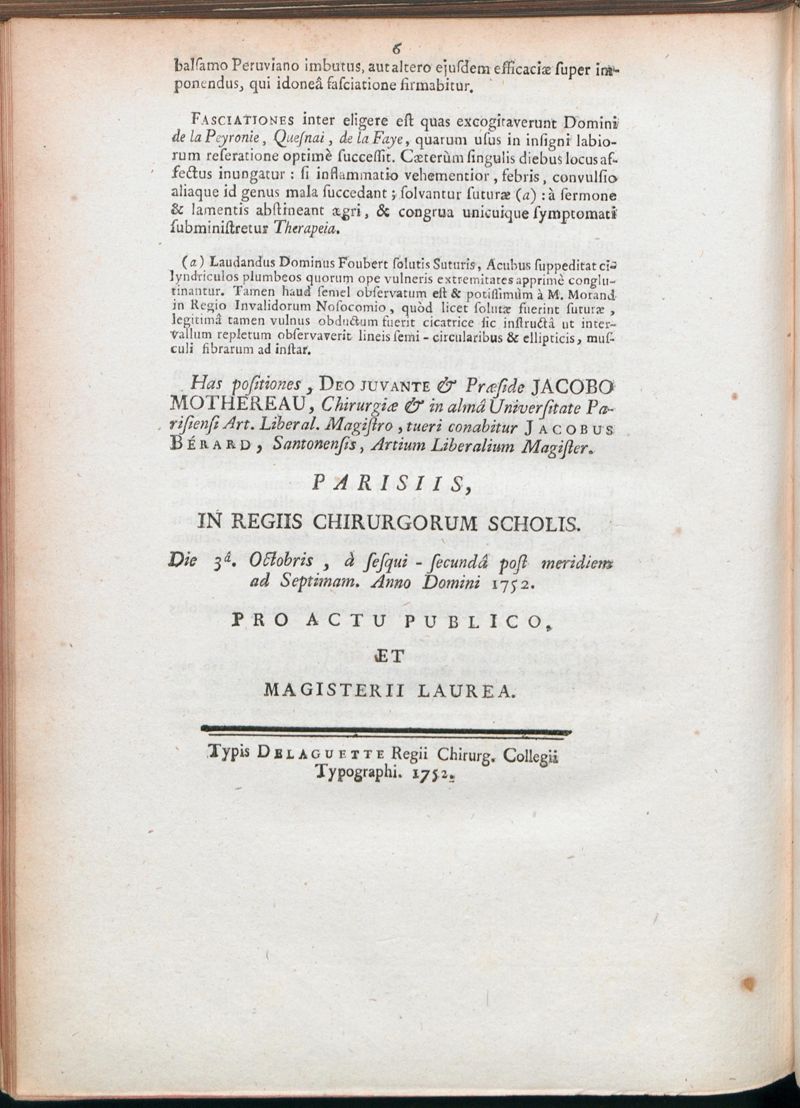 6
balſamo Peruviano imbutus, aut altero ejuſdem efficaciæ ſuper im-
ponendus, qui idoneâ faſciatione firmabitur.
FASCIATIONES inter eligere eſt quas excogitaverunt Domini
de la Peyronie, Queſnai, de la Faye, quarum uſus in inſigni labio-
rum reſeratione optimè ſucceſſit. Cæterùm ſingulis diebus locus af-
fectus inungatur : ſi inflammatio vehementior, febris, convulſio
aliaque id genus mala ſuccedant ; ſolvantur ſuturæ (a) : à ſermone
& lamentis abſtineant ægri, & congrua unicuique ſymptomati
ſubminiſtretur Therapeia.
(a) Laudandus Dominus Foubert ſolutis Suturis, Acubus ſuppeditat ci-
lyndriculos plumbeos quorum ope vulneris extremitates apprimè conglu-
tinantur. Tamen haud ſemel obſervatum eſt & potiſſimùm à M. Morand
in Regio Invalidorum Noſocomio, quòd licet ſolutæ fuerint ſuturæ,
legitimâ tamen vulnus obductum fuerit cicatrice ſic inſtructâ ut inter-
vallum repletum obſervaverit lineis ſemi-circularibus & ellipticis, muſ-
culi fibrarum ad inſtar.
Has poſitiones, DEO JUVANTE & Præſide JACOBO
MOTHEREAU, Chirurgiæ & in almâ Univerſitate Pa-
riſienſi Art. Liberal. Magiſtro, tueri conabitur JACOBUS
BÉRARD, Santonenſis, Artium Liberalium Magiſter.
PARISIIS,
IN REGIIS CHIRURGORUM SCHOLIS.
Die 3â. Octobris, à ſeſqui-ſecundâ poſt meridiem
ad Septimam. Anno Domini 1752.
PRO ACTU PUBLICO,
ET
MAGISTERII LAUREA.
Typis DELAGUETTE Regii Chirurg. Collegii
Typographi. 1752.